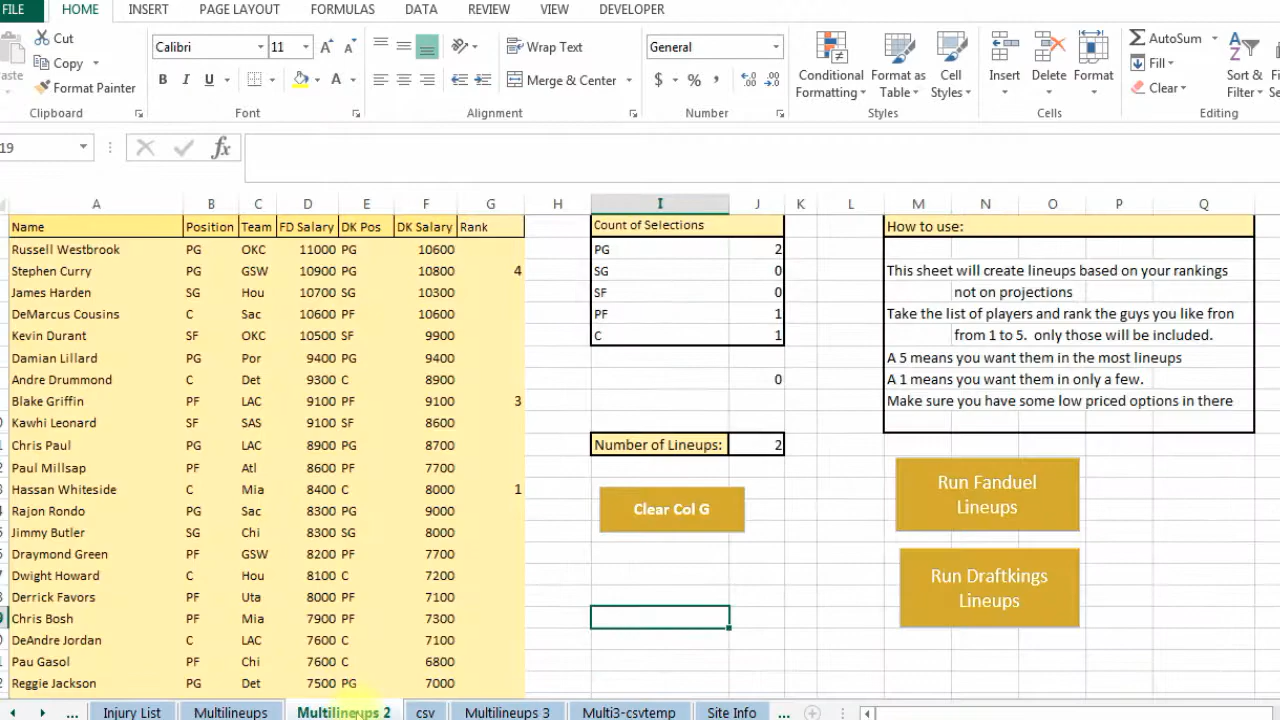 FILE HOME INSERT PAGE LAYOUT FORMULAS DATA REVIEW VIEW DEVELOPER
Cut
Copy
Format Painter
Clipboard
Calibri 11
B I U
Font
Wrap Text
Merge & Center
Alignment
General
$ % ,
Number
Conditional Formatting
Format as Table
Cell Styles
Styles
Insert Delete Format
Cells
AutoSum
Fill
Clear
Sort & Filter
Editing
19 fx
A B C D E F G H I J K L M N O P Q
Name Position Team FD Salary DK Pos DK Salary Rank
Russell Westbrook PG OKC 11000 PG 10600
Stephen Curry PG GSW 10900 PG 10800 4
James Harden SG Hou 10700 SG 10300
DeMarcus Cousins C Sac 10600 PF 10600
Kevin Durant SF OKC 10500 SF 9900
Damian Lillard PG Por 9400 PG 9400
Andre Drummond C Det 9300 C 8900
Blake Griffin PF LAC 9100 PF 9100 3
Kawhi Leonard SF SAS 9100 SF 8600
Chris Paul PG LAC 8900 PG 8700
Paul Millsap PF Atl 8600 PF 7700
Hassan Whiteside C Mia 8400 C 8000 1
Rajon Rondo PG Sac 8300 PG 9000
Jimmy Butler SG Chi 8300 SG 8000
Draymond Green PF GSW 8200 PF 7700
Dwight Howard C Hou 8100 C 7200
Derrick Favors PF Uta 8000 PF 7100
Chris Bosh PF Mia 7900 PF 7300
DeAndre Jordan C LAC 7600 C 7100
Pau Gasol PF Chi 7600 C 6800
Reggie Jackson PG Det 7500 PG 7000
Count of Selections
PG 2
SG 0
SF 0
PF 1
C 1
0
Number of Lineups: 2
Clear Col G
How to use:
This sheet will create lineups based on your rankings
not on projections
Take the list of players and rank the guys you like fron
from 1 to 5. only those will be included.
A 5 means you want them in the most lineups
A 1 means you want them in only a few.
Make sure you have some low priced options in there
Run Fanduel
Lineups
Run Draftkings
Lineups
... Injury List Multilineups Multilineups 2 csv Multilineups 3 Multi3-csvtemp Site Info ...